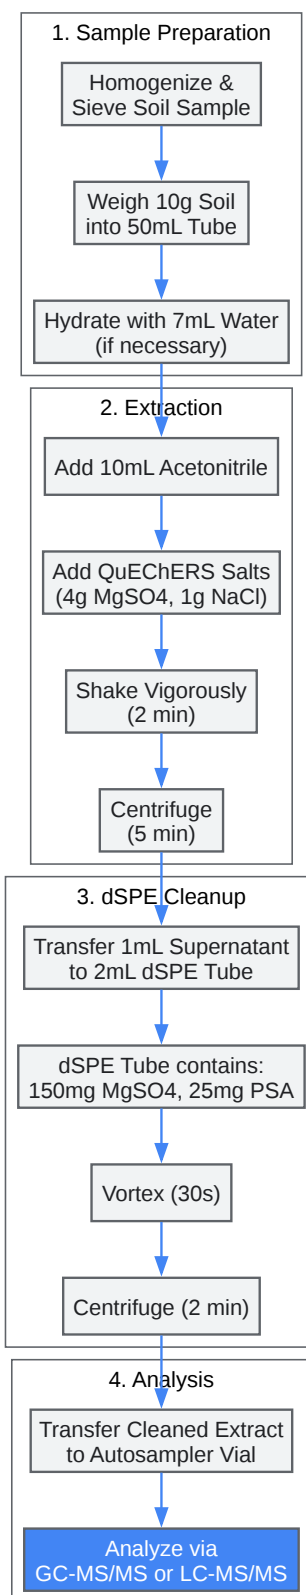 1. Sample Preparation
Homogenize &
Sieve Soil Sample
Weigh 10g Soil
into 50mL Tube
Hydrate with 7mL Water
(if necessary)
2. Extraction
Add 10mL Acetonitrile
Add QuEChERS Salts
(4g MgSO4, 1g NaCl)
Shake Vigorously
(2 min)
Centrifuge
(5 min)
3. dSPE Cleanup
Transfer 1mL Supernatant
to 2mL dSPE Tube
dSPE Tube contains:
150mg MgSO4, 25mg PSA
Vortex (30s)
Centrifuge (2 min)
4. Analysis
Transfer Cleaned Extract
to Autosampler Vial
Analyze via
GC-MS/MS or LC-MS/MS